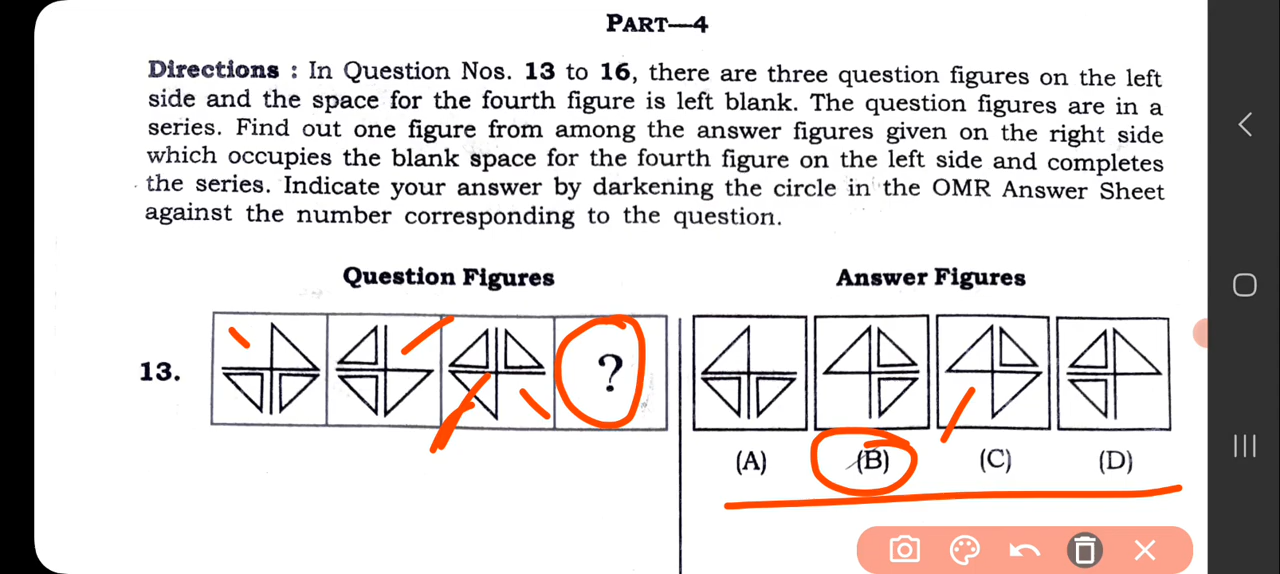 PART—4
Directions : In Question Nos. 13 to 16, there are three question figures on the left
side and the space for the fourth figure is left blank. The question figures are in a
series. Find out one figure from among the answer figures given on the right side
which occupies the blank space for the fourth figure on the left side and completes
the series. Indicate your answer by darkening the circle in the OMR Answer Sheet
against the number corresponding to the question.
Question Figures
Answer Figures
13.
?
(A) (B) (C) (D)